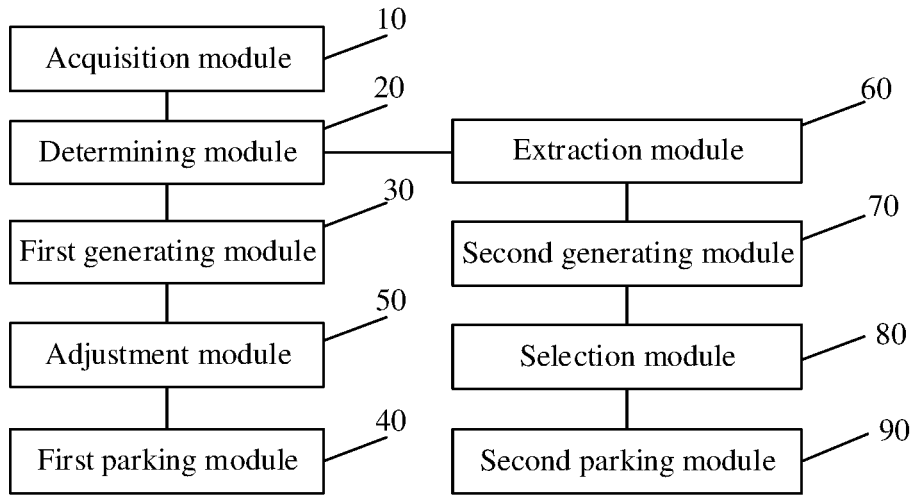 10
Acquisition module
20
Determining module
60
Extraction module
30
First generating module
70
Second generating module
50
Adjustment module
80
Selection module
40
First parking module
90
Second parking module